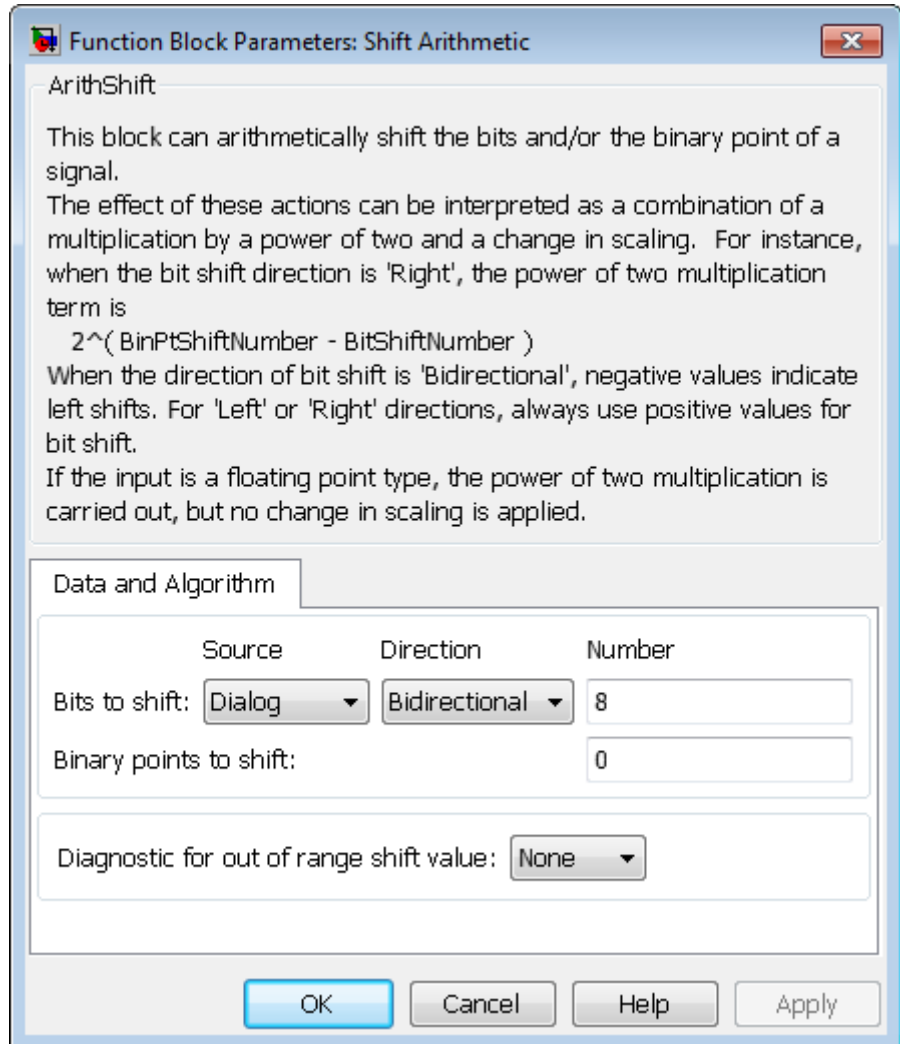 Function Block Parameters: Shift Arithmetic
ArithShift
This block can arithmetically shift the bits and/or the binary point of a
signal.
The effect of these actions can be interpreted as a combination of a
multiplication by a power of two and a change in scaling.  For instance,
when the bit shift direction is 'Right', the power of two multiplication
term is
2^( BinPtShiftNumber - BitShiftNumber )
When the direction of bit shift is 'Bidirectional', negative values indicate
left shifts. For 'Left' or 'Right' directions, always use positive values for
bit shift.
If the input is a floating point type, the power of two multiplication is
carried out, but no change in scaling is applied.
Data and Algorithm
Source Direction Number
Bits to shift: Dialog Bidirectional 8
Binary points to shift: 0
Diagnostic for out of range shift value: None
OK Cancel Help Apply